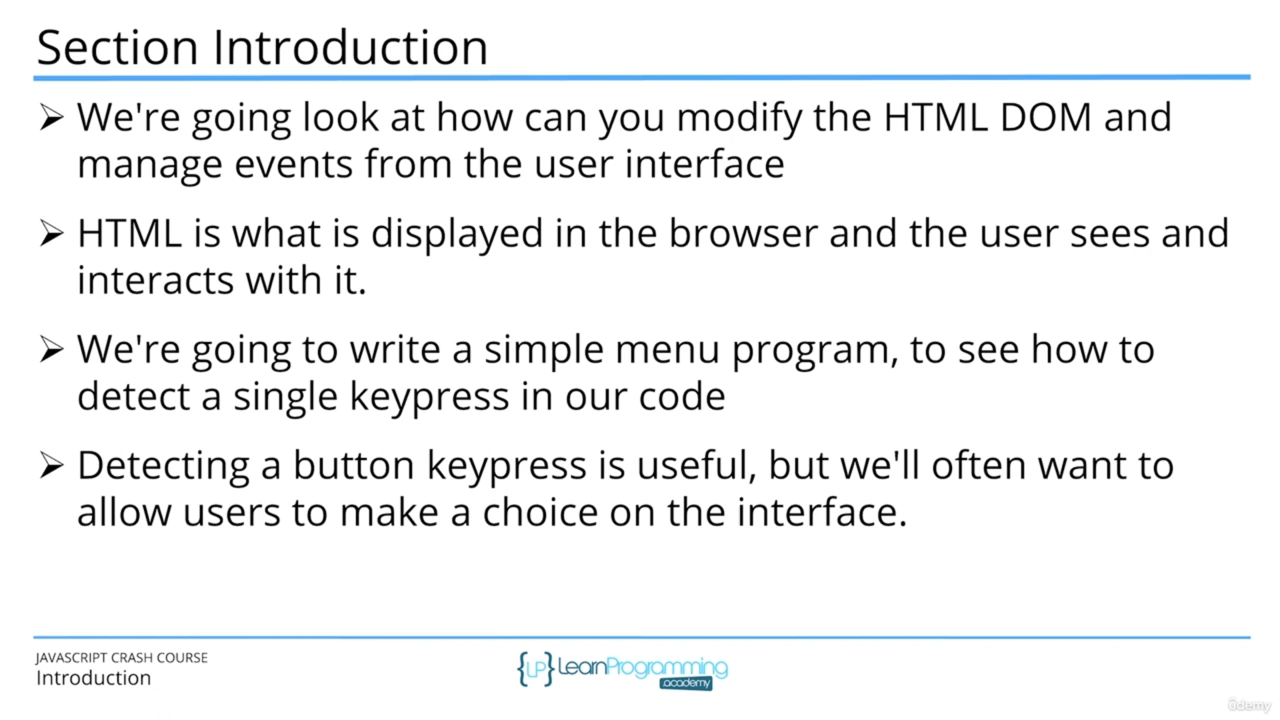 Section Introduction
➢ We're going look at how can you modify the HTML DOM and
manage events from the user interface
➢ HTML is what is displayed in the browser and the user sees and
interacts with it.
➢ We're going to write a simple menu program, to see how to
detect a single keypress in our code
➢ Detecting a button keypress is useful, but we'll often want to
allow users to make a choice on the interface.
JAVASCRIPT CRASH COURSE
Introduction
{LP} LearnProgramming
.academy
ûdemy